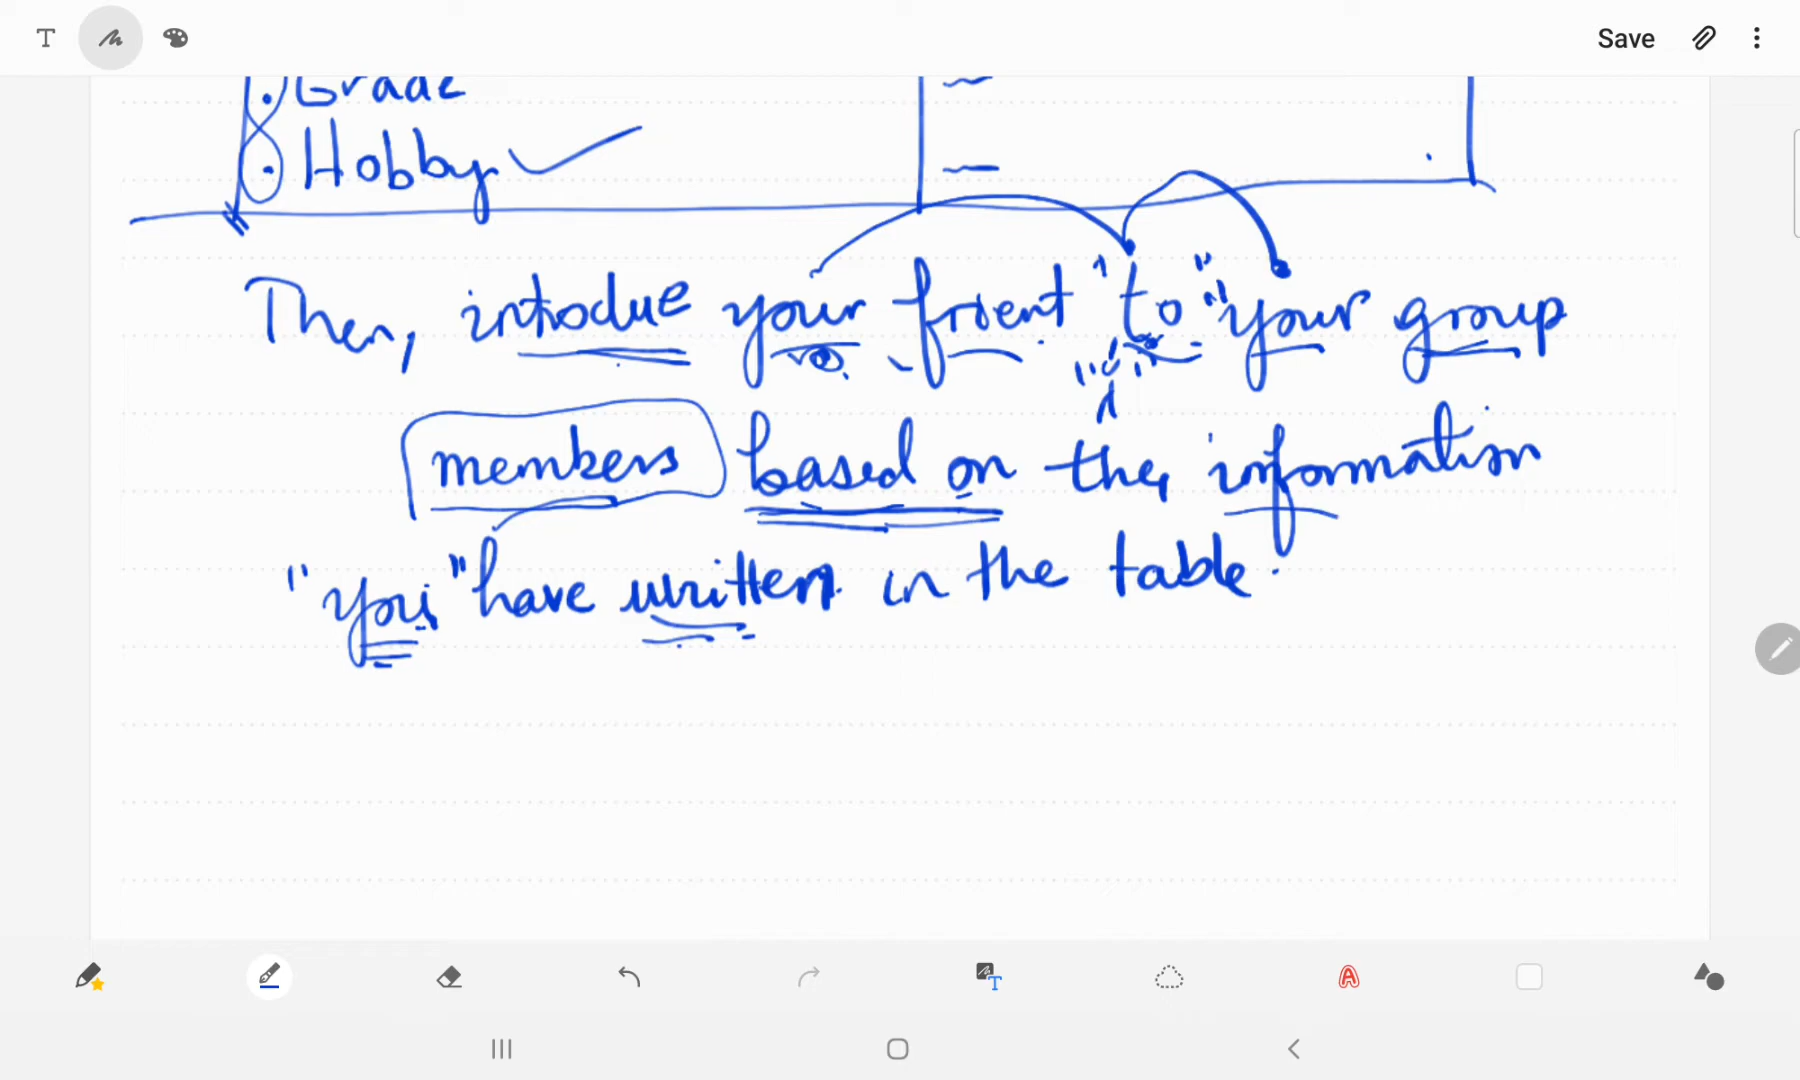 T Save
Grade
Hobby
Then, intodue your frient "to" "your group
members based on the information
"you" have written in the table.